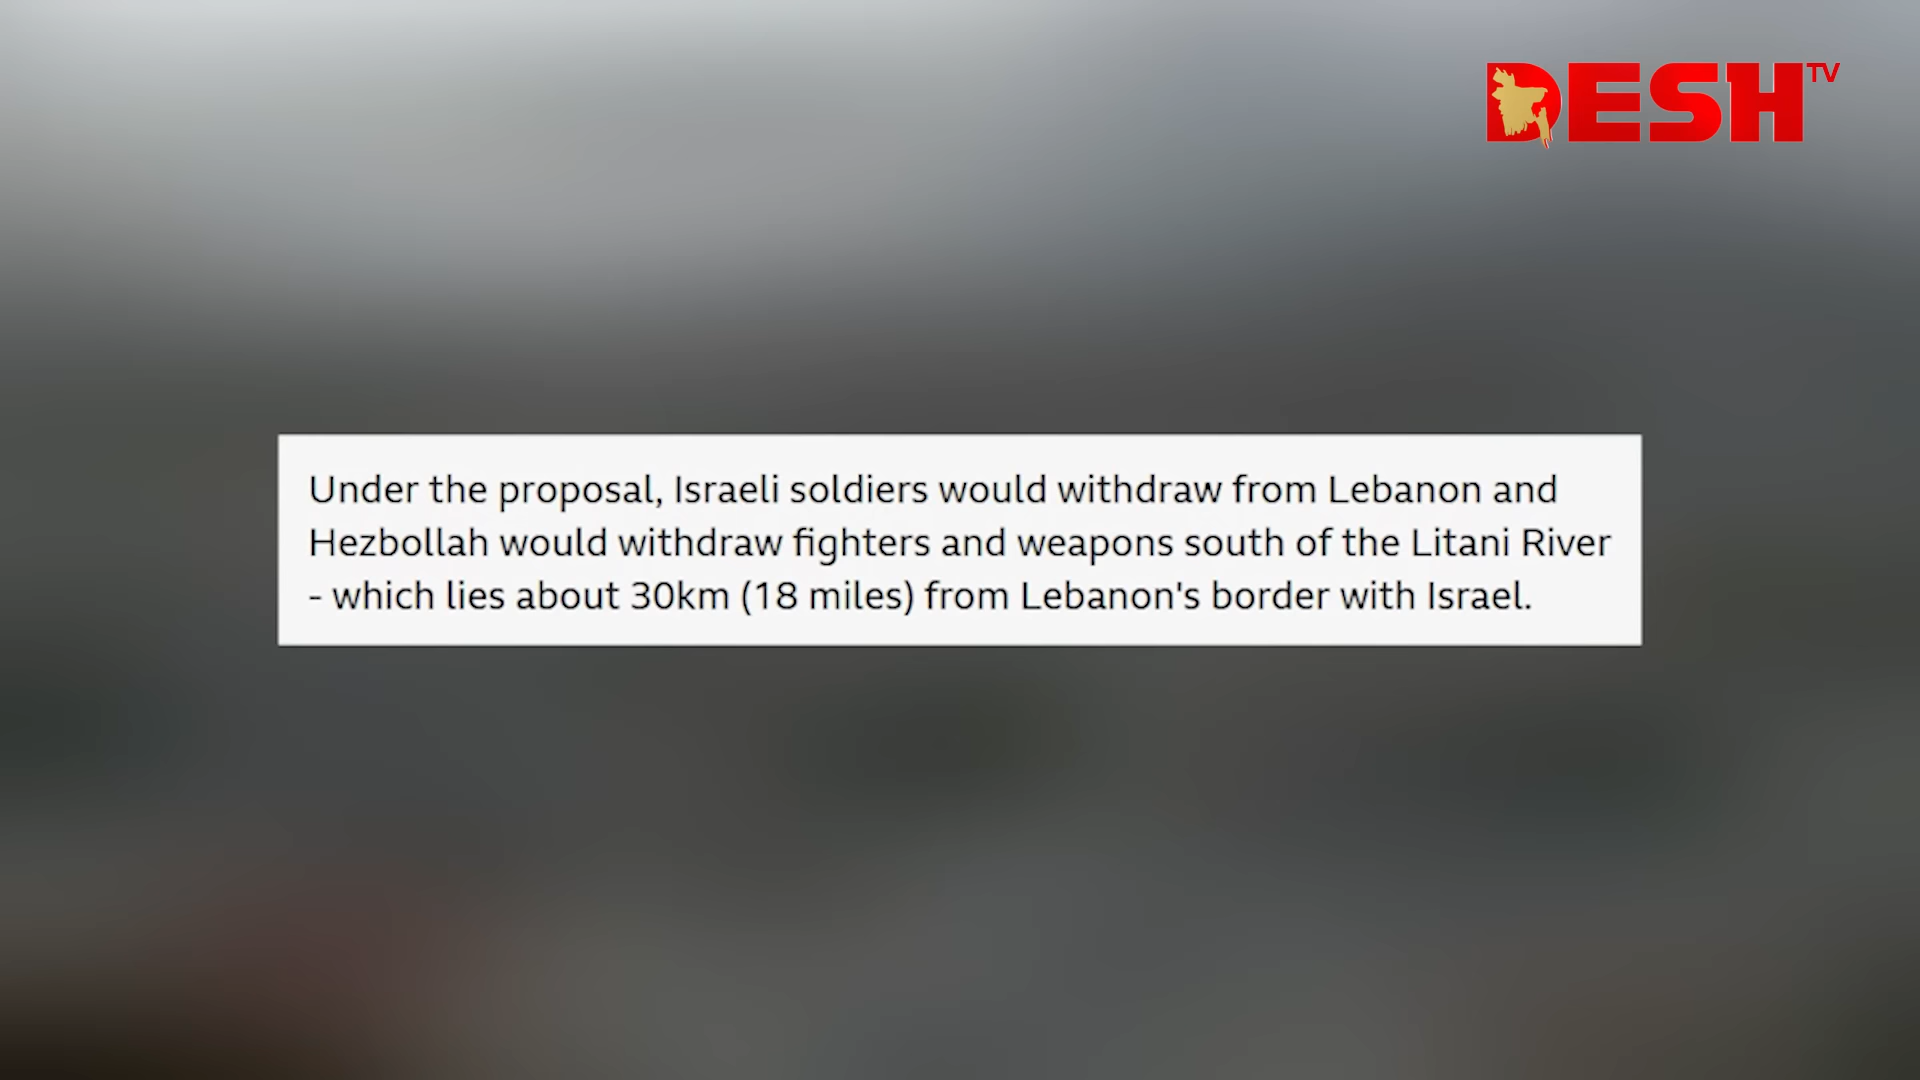 DESH TV
Under the proposal, Israeli soldiers would withdraw from Lebanon and
Hezbollah would withdraw fighters and weapons south of the Litani River
- which lies about 30km (18 miles) from Lebanon's border with Israel.